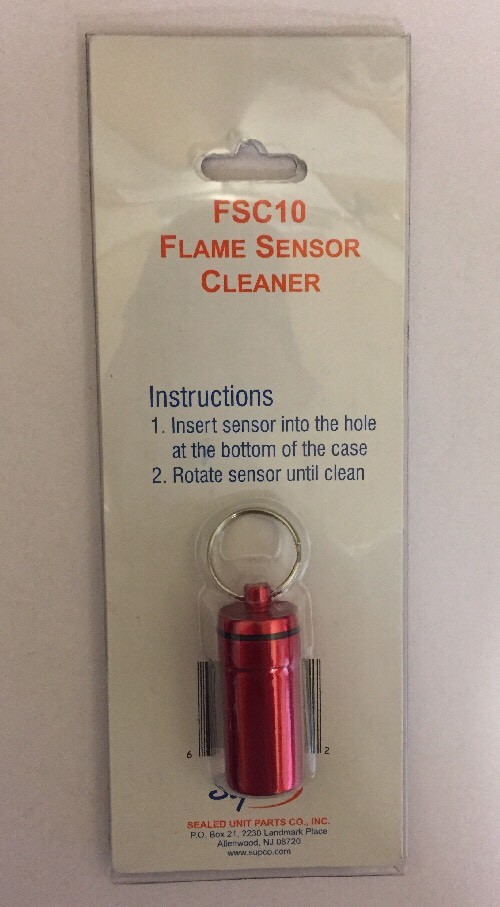 FSC10
FLAME SENSOR
CLEANER
Instructions
1. Insert sensor into the hole
at the bottom of the case
2. Rotate sensor until clean
6 2
SEALED UNIT PARTS CO., INC.
P.O. Box 21, 2230 Landmark Place
Allenwood, NJ 08720
www.supco.com